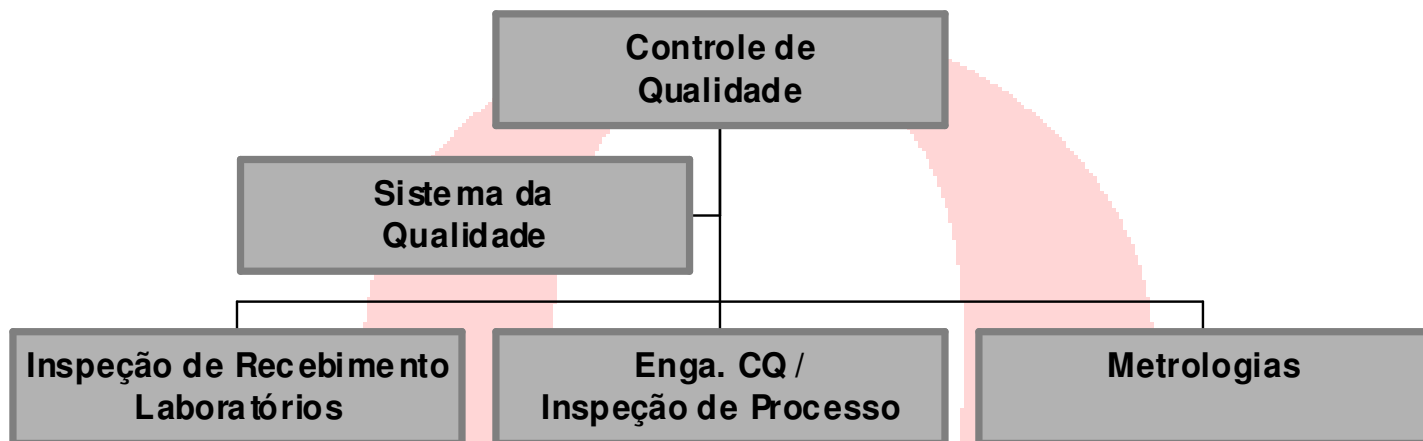 Controle de
Qualidade
Sistema da
Qualidade
Inspeção de Recebimento
Laboratórios
Enga. CQ /
Inspeção de Processo
Metrologias